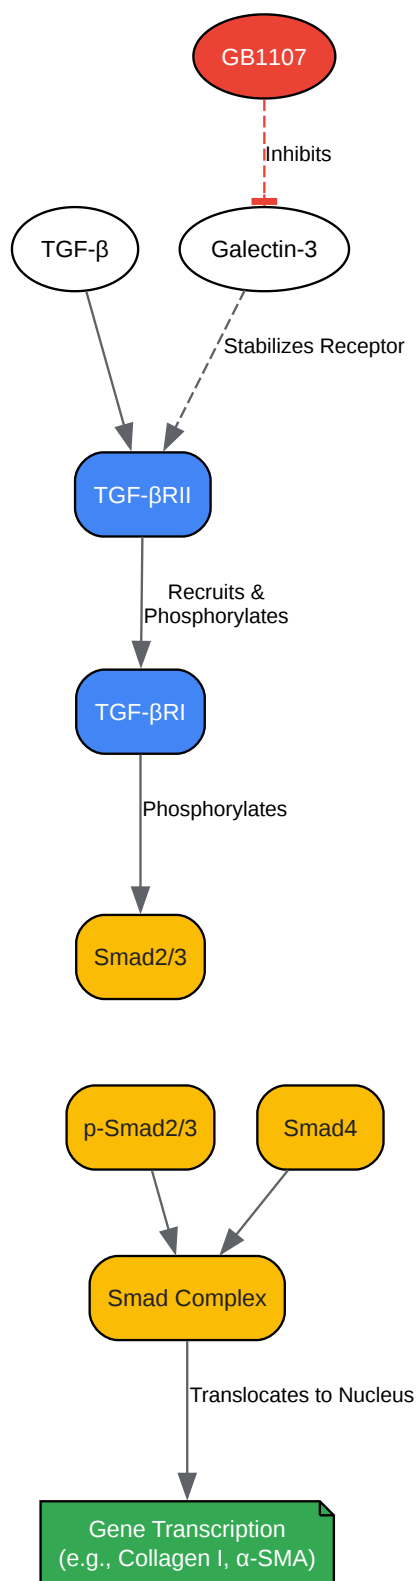 GB1107
Inhibits
TGF-β
Galectin-3
Stabilizes Receptor
TGF-βRII
Recruits &
Phosphorylates
TGF-βRI
Phosphorylates
Smad2/3
p-Smad2/3
Smad4
Smad Complex
Translocates to Nucleus
Gene Transcription
(e.g., Collagen I, α-SMA)